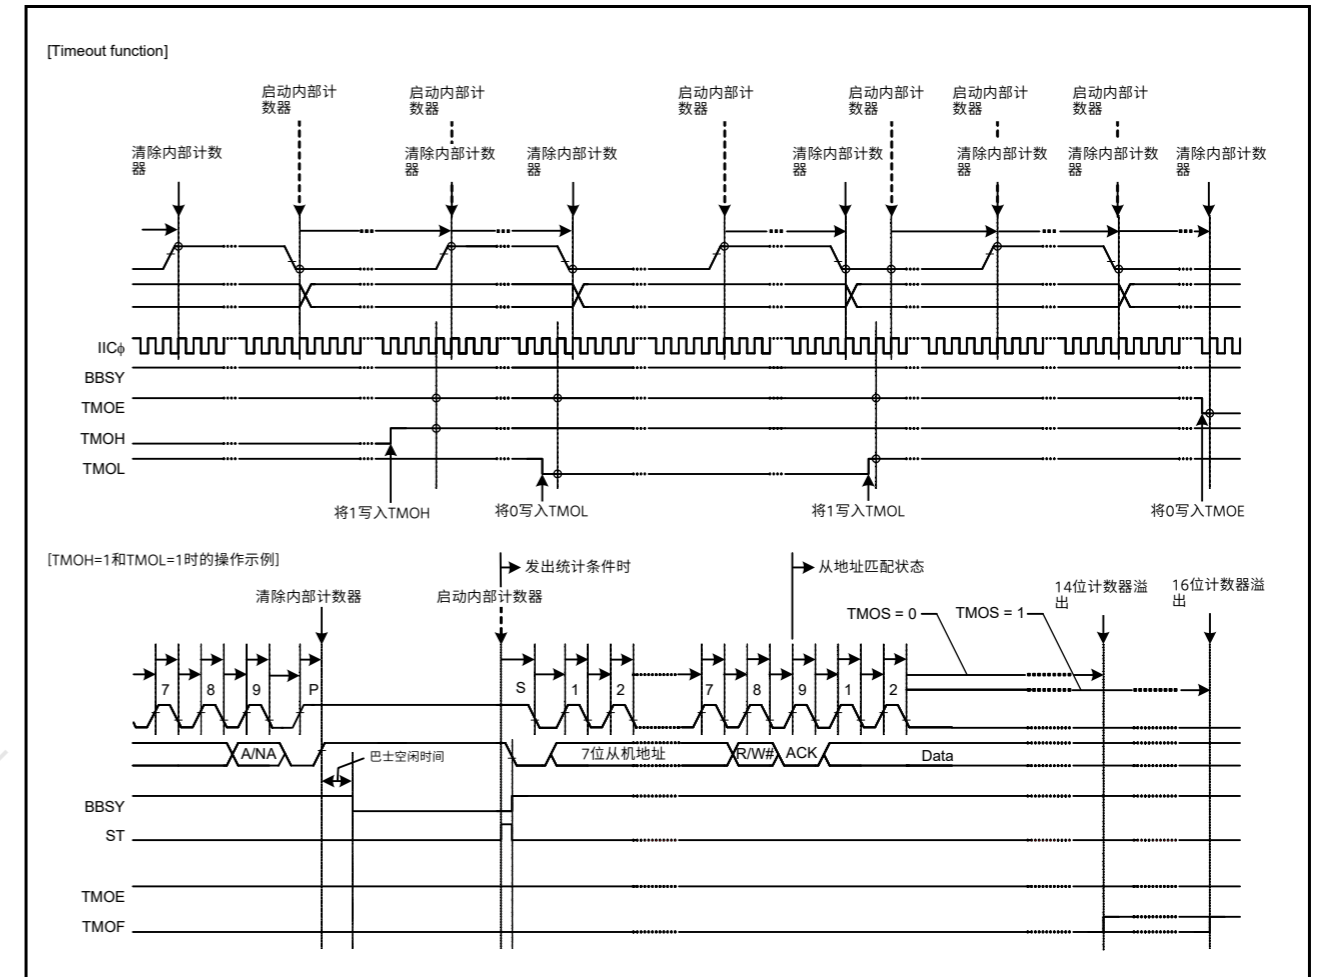 [Timeout function]
启动内部计 启动内部计 启动内部计 启动内部计 启动内部计 启动内部计
数器 数器 数器 数器 数器 数器
清除内部计数 清除内部计数 清除内部计数 清除内部计数 清除内部计数 清除内部计数 清除内部计数
器 器 器 器 器 器 器
IICϕ
BBSY
TMOE
TMOH
TMOL
将1写入TMOH 将0写入TMOL 将1写入TMOL 将0写入TMOE
[TMOH=1和TMOL=1时的操作示例]
发出统计条件时 从地址匹配状态
清除内部计数器 启动内部计数器 14位计数器溢 16位计数器溢
出 出
TMOS = 0 TMOS = 1
7 8 9 P S 1 2 7 8 9 1 2
A/NA 巴士空闲时间 7位从机地址 R/W# ACK Data
BBSY
ST
TMOE
TMOF